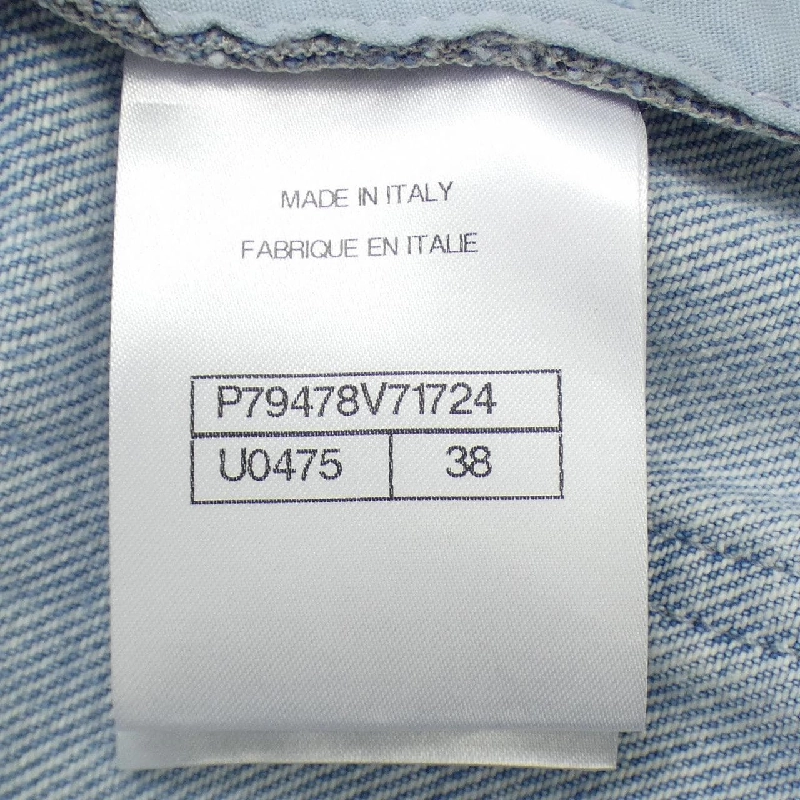 MADE IN ITALY
FABRIQUE EN ITALIE
P79478V71724
U0475 38